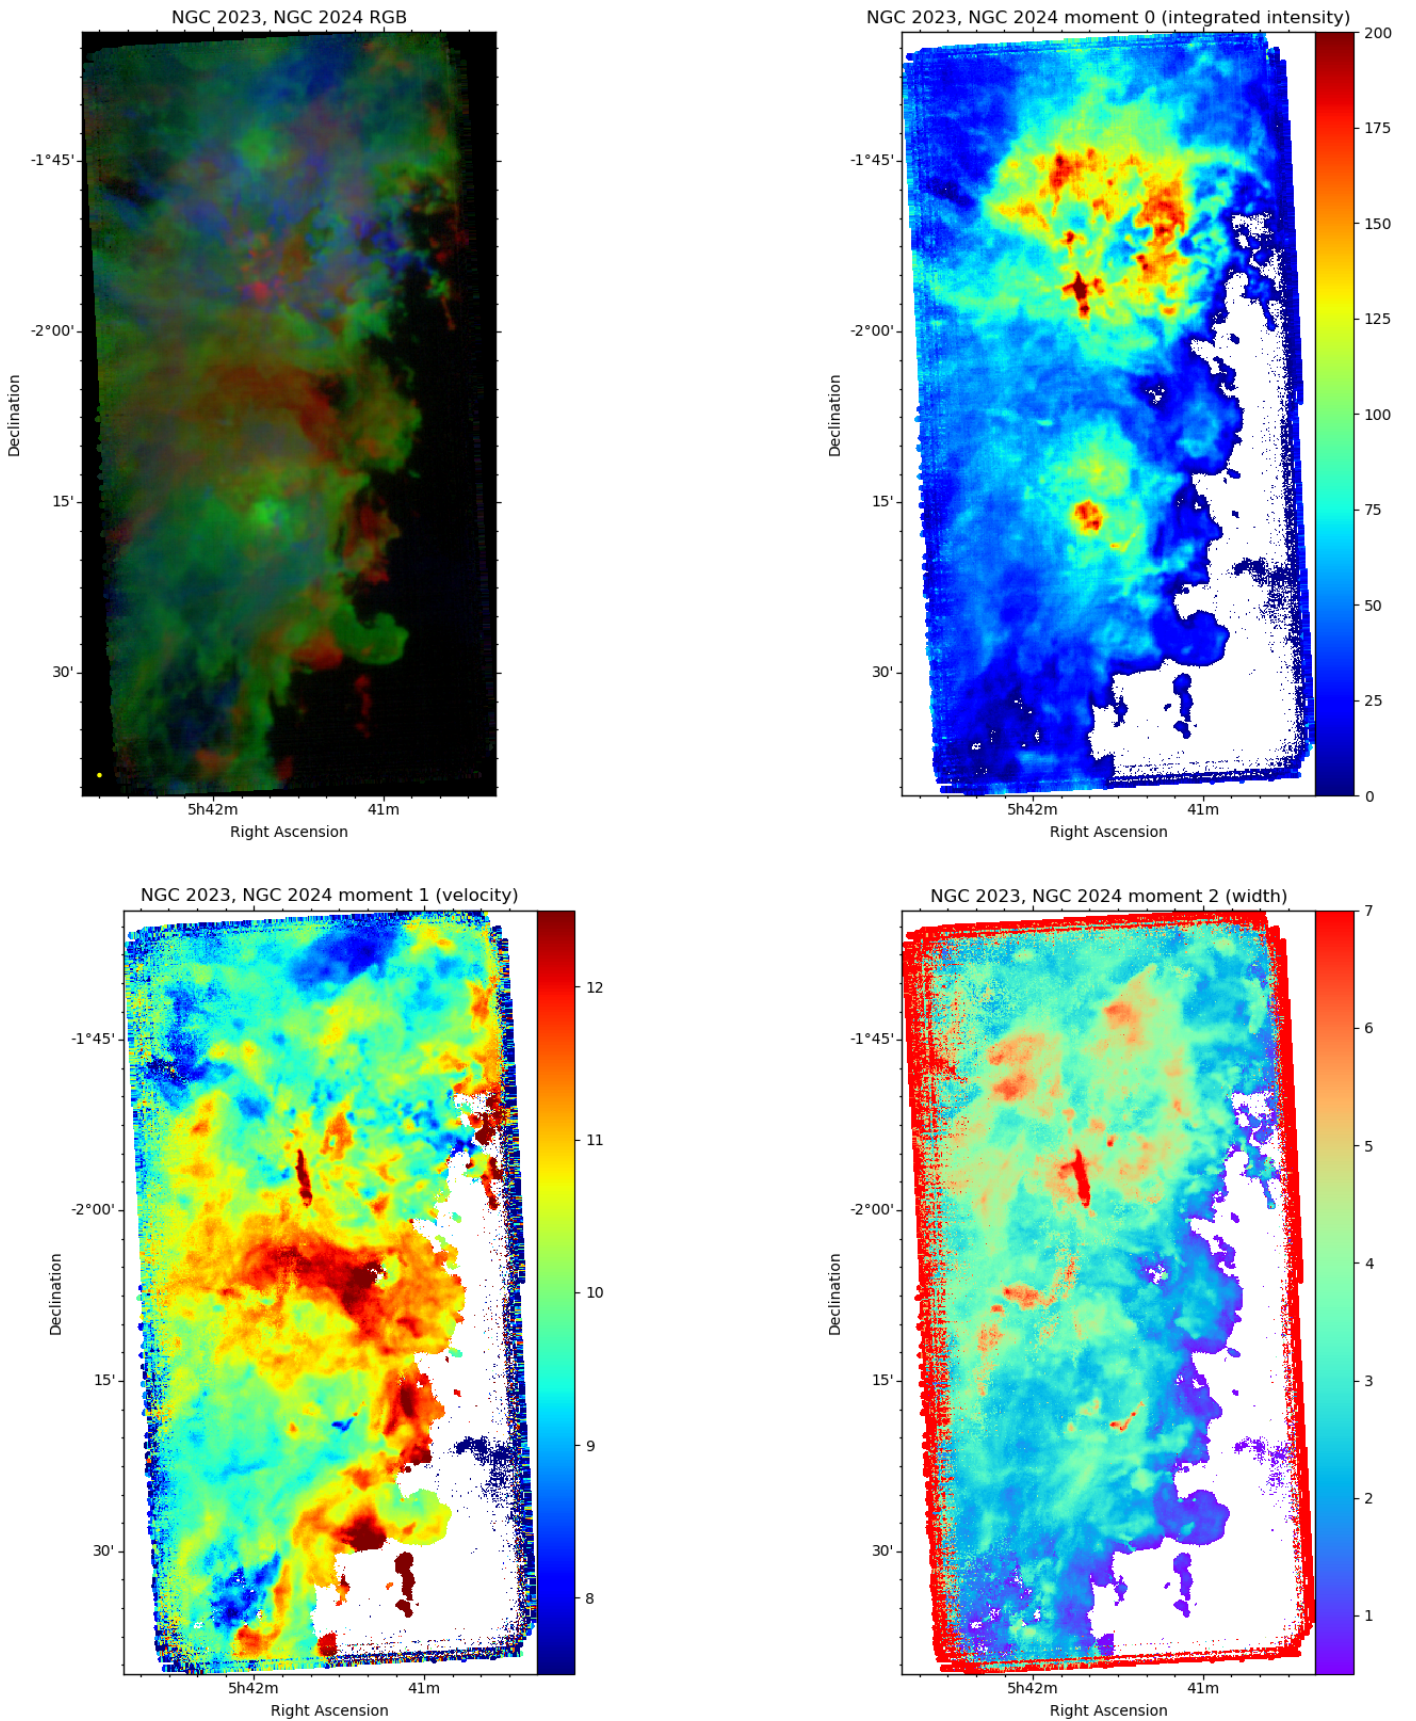 NGC 2023, NGC 2024 RGB
-1°45'
-2°00'
15'
30'
Declination
5h42m 41m
Right Ascension
NGC 2023, NGC 2024 moment 0 (integrated intensity)
-1°45'
-2°00'
15'
30'
Declination
5h42m 41m
Right Ascension
200
175
150
125
100
75
50
25
0
NGC 2023, NGC 2024 moment 1 (velocity)
-1°45'
-2°00'
15'
30'
Declination
5h42m 41m
Right Ascension
12
11
10
9
8
NGC 2023, NGC 2024 moment 2 (width)
-1°45'
-2°00'
15'
30'
Declination
5h42m 41m
Right Ascension
7
6
5
4
3
2
1